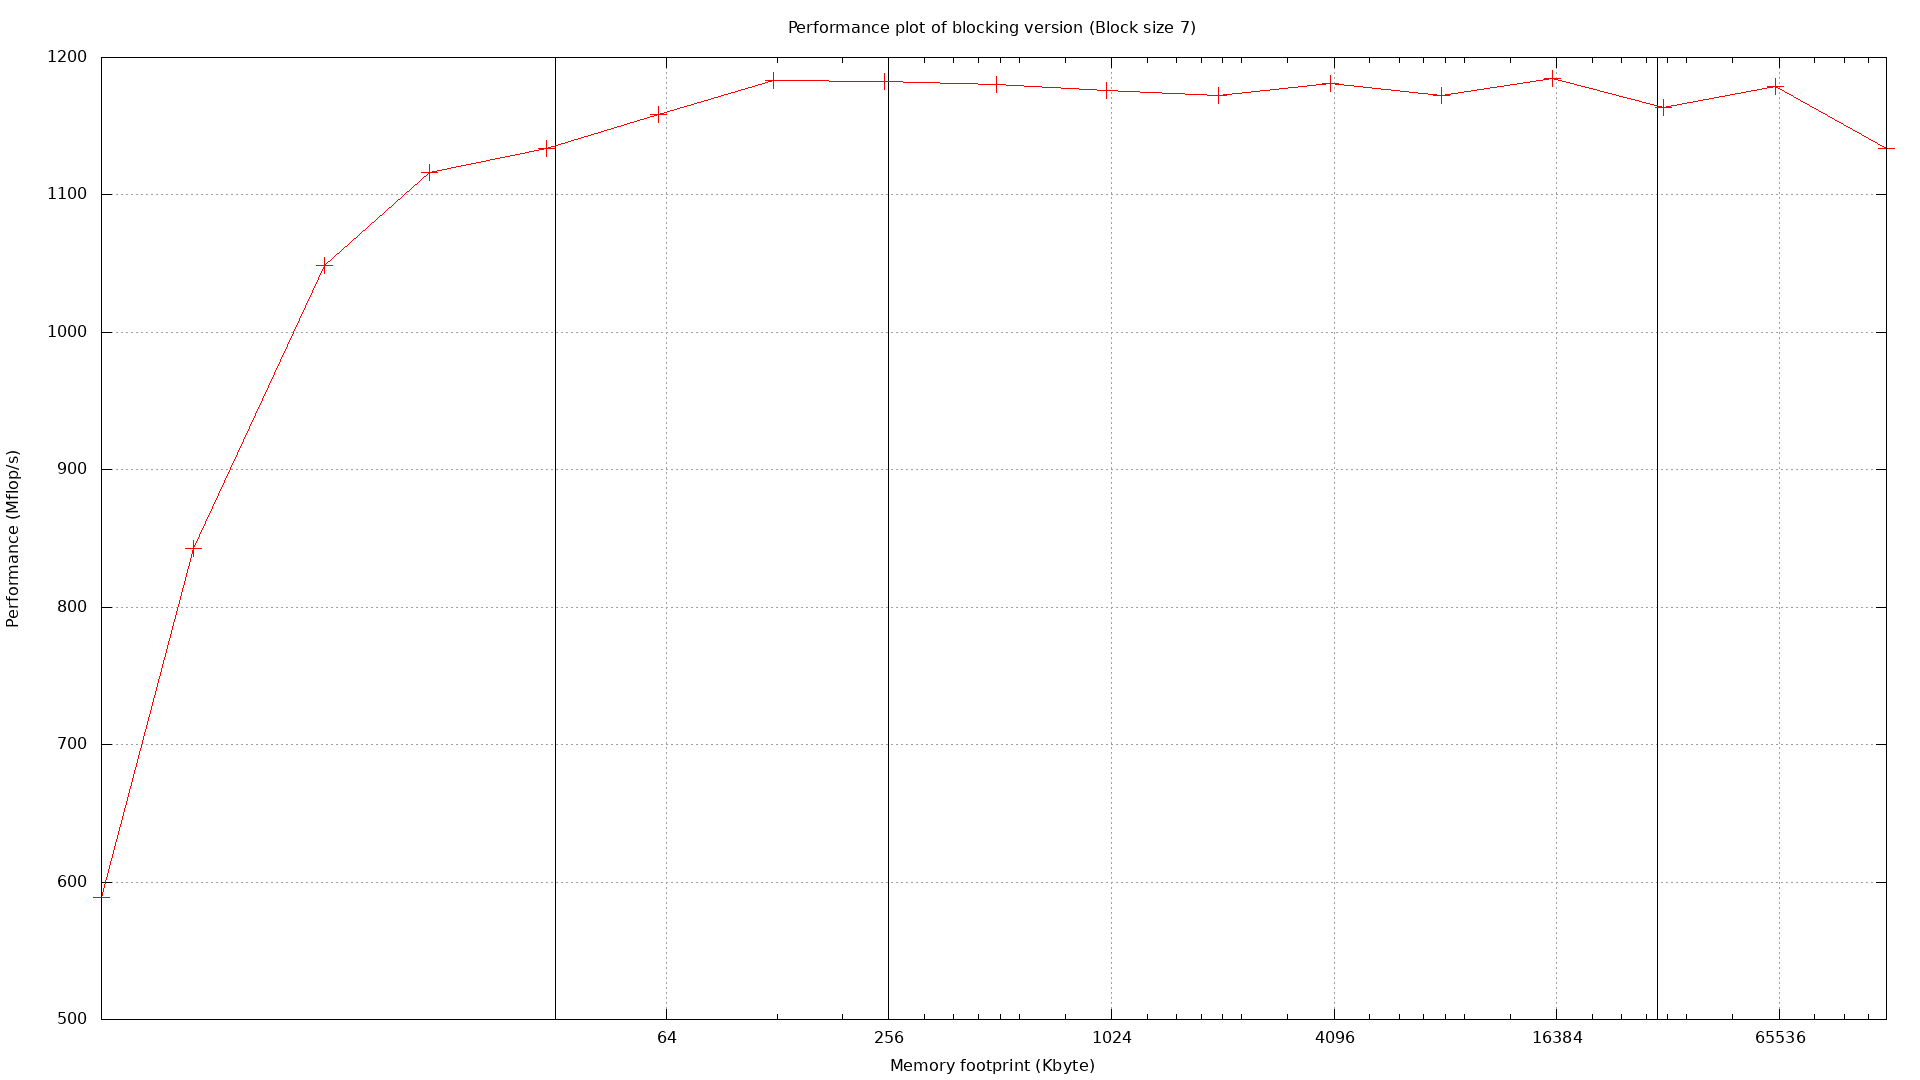 Performance plot of blocking version (Block size 7)
1200
1100
1000
900
800
700
600
500
Performance (Mflop/s)
64 256 1024 4096 16384 65536
Memory footprint (Kbyte)